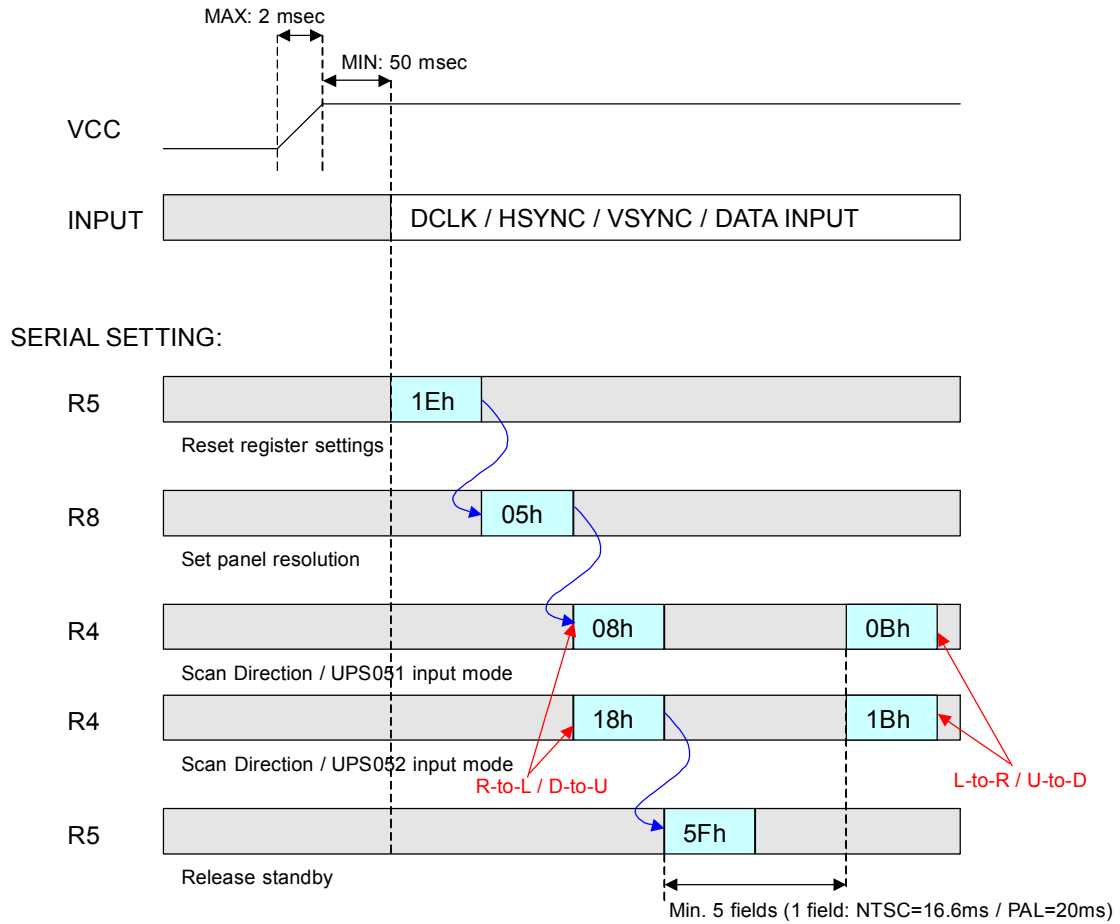 MAX: 2 msec
MIN: 50 msec
VCC
INPUT
DCLK / HSYNC / VSYNC / DATA INPUT
SERIAL SETTING:
R5
1Eh
Reset register settings
R8
05h
Set panel resolution
R4
08h
0Bh
Scan Direction / UPS051 input mode
R4
18h
1Bh
Scan Direction / UPS052 input mode
R-to-L / D-to-U
L-to-R / U-to-D
R5
5Fh
Release standby
Min. 5 fields (1 field: NTSC=16.6ms / PAL=20ms)